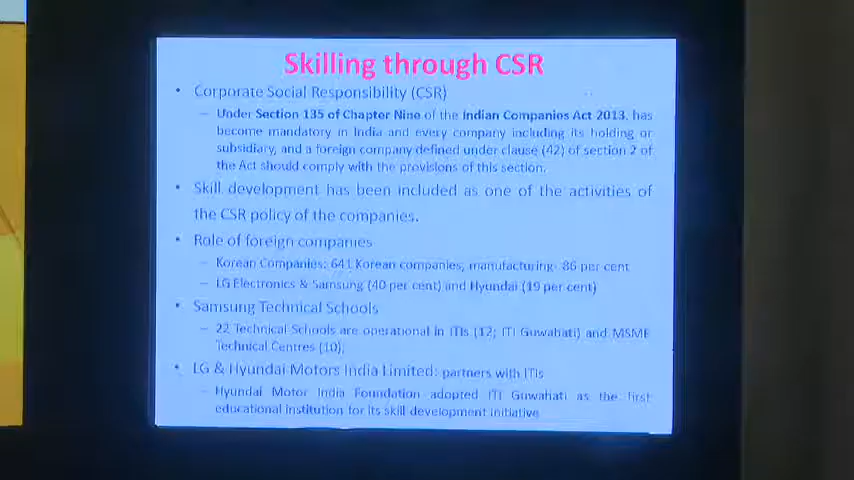 Skilling through CSR
• Corporate Social Responsibility (CSR)
– Under Section 135 of Chapter Nine of the Indian Companies Act 2013, has
become mandatory in India and every company including its holding or
subsidiary, and a foreign company defined under clause (42) of section 2 of
the Act should comply with the provisions of this section.
• Skill development has been included as one of the activities of
the CSR policy of the companies.
• Role of foreign companies
– Korean Companies: 641 Korean companies; manufacturing- 86 per cent
– LG Electronics & Samsung (40 per cent) and Hyundai (19 per cent)
• Samsung Technical Schools
– 22 Technical Schools are operational in ITIs (12; ITI Guwahati) and MSME
Technical Centres (10);
• LG & Hyundai Motors India Limited: partners with ITIs
– Hyundai Motor India Foundation adopted ITI Guwahati as the first
educational institution for its skill development initiative